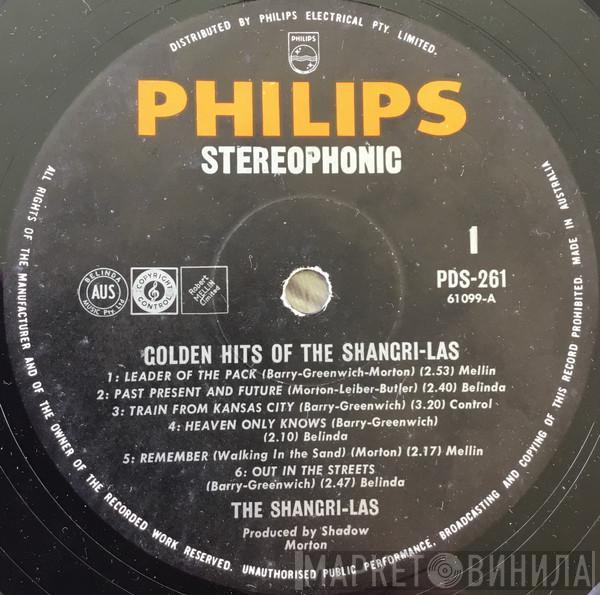 DISTRIBUTED BY PHILIPS ELECTRICAL PTY. LIMITED.
PHILIPS
PHILIPS
STEREOPHONIC
1
PDS-261
61099-A
BELINDA
AUS
MUSIC Pty Ltd
COPYRIGHT
CONTROL
Robert
MELLIN
Limited
GOLDEN HITS OF THE SHANGRI-LAS
1: LEADER OF THE PACK (Barry-Greenwich-Morton) (2.53) Mellin
2: PAST PRESENT AND FUTURE (Morton-Leiber-Butler) (2.40) Belinda
3: TRAIN FROM KANSAS CITY (Barry-Greenwich) (3.20) Control
4: HEAVEN ONLY KNOWS (Barry-Greenwich)
(2.10) Belinda
5: REMEMBER (Walking In the Sand) (Morton) (2.17) Mellin
6: OUT IN THE STREETS
(Barry-Greenwich) (2.47) Belinda
THE SHANGRI-LAS
Produced by Shadow
Morton
ALL RIGHTS OF THE MANUFACTURER AND OF THE OWNER OF THE RECORDED WORK RESERVED. UNAUTHORISED PUBLIC PERFORMANCE, BROADCASTING AND COPYING OF THIS RECORD PROHIBITED. MADE IN AUSTRALIA
МАРКЕТ ВИНИЛА